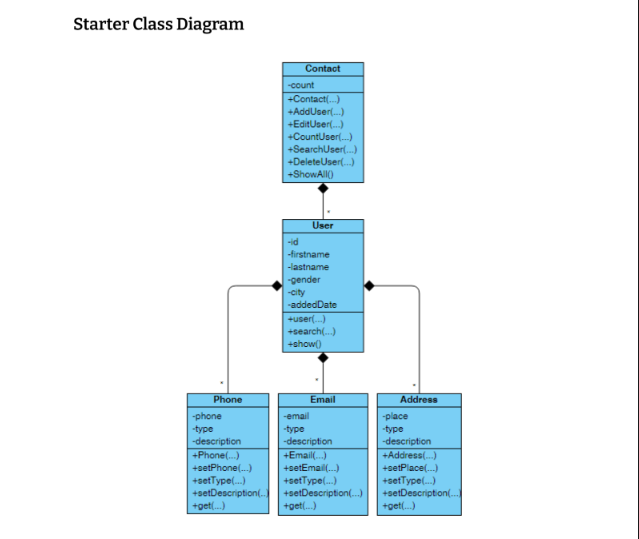 Starter Class Diagram
Contact
-count
+Contact(...)
+AddUser(...)
+EditUser(...)
+CountUser(...)
+SearchUser(...)
+DeleteUser(...)
+ShowAll()
*
User
-id
-firstname
-lastname
-gender
-city
-addedDate
+user(...)
+search(...)
+show()
*
*
*
Phone
-phone
-type
-description
+Phone(...)
+setPhone(...)
+setType(...)
+setDescription(...)
+get(...)
Email
-email
-type
-description
+Email(...)
+setEmail(...)
+setType(...)
+setDescription(...)
+get(...)
Address
-place
-type
-description
+Address(...)
+setPlace(...)
+setType(...)
+setDescription(...)
+get(...)